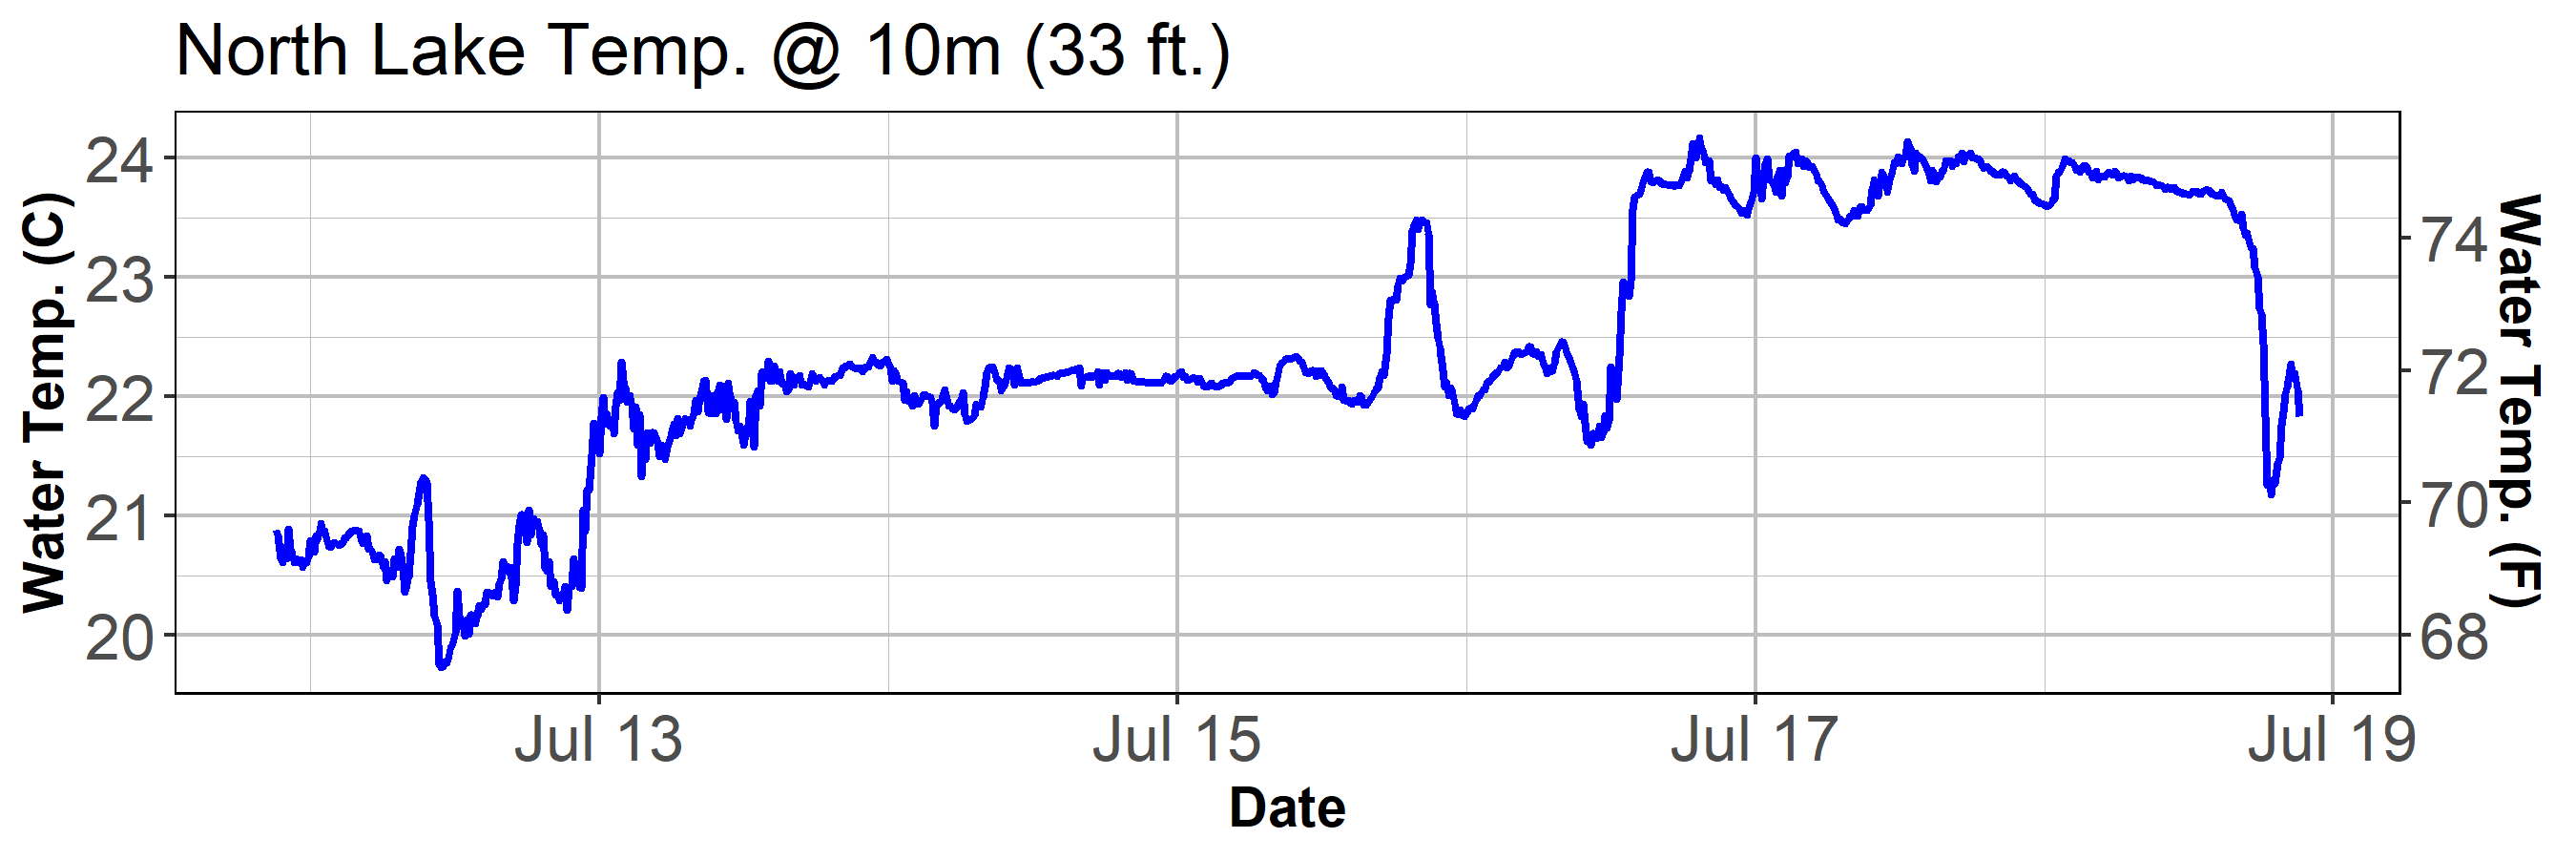 North Lake Temp. @ 10m (33 ft.)
Water Temp. (C)
24
23
22
21
20
74
72
70
68
Water Temp. (F)
Jul 13 Jul 15 Jul 17 Jul 19
Date